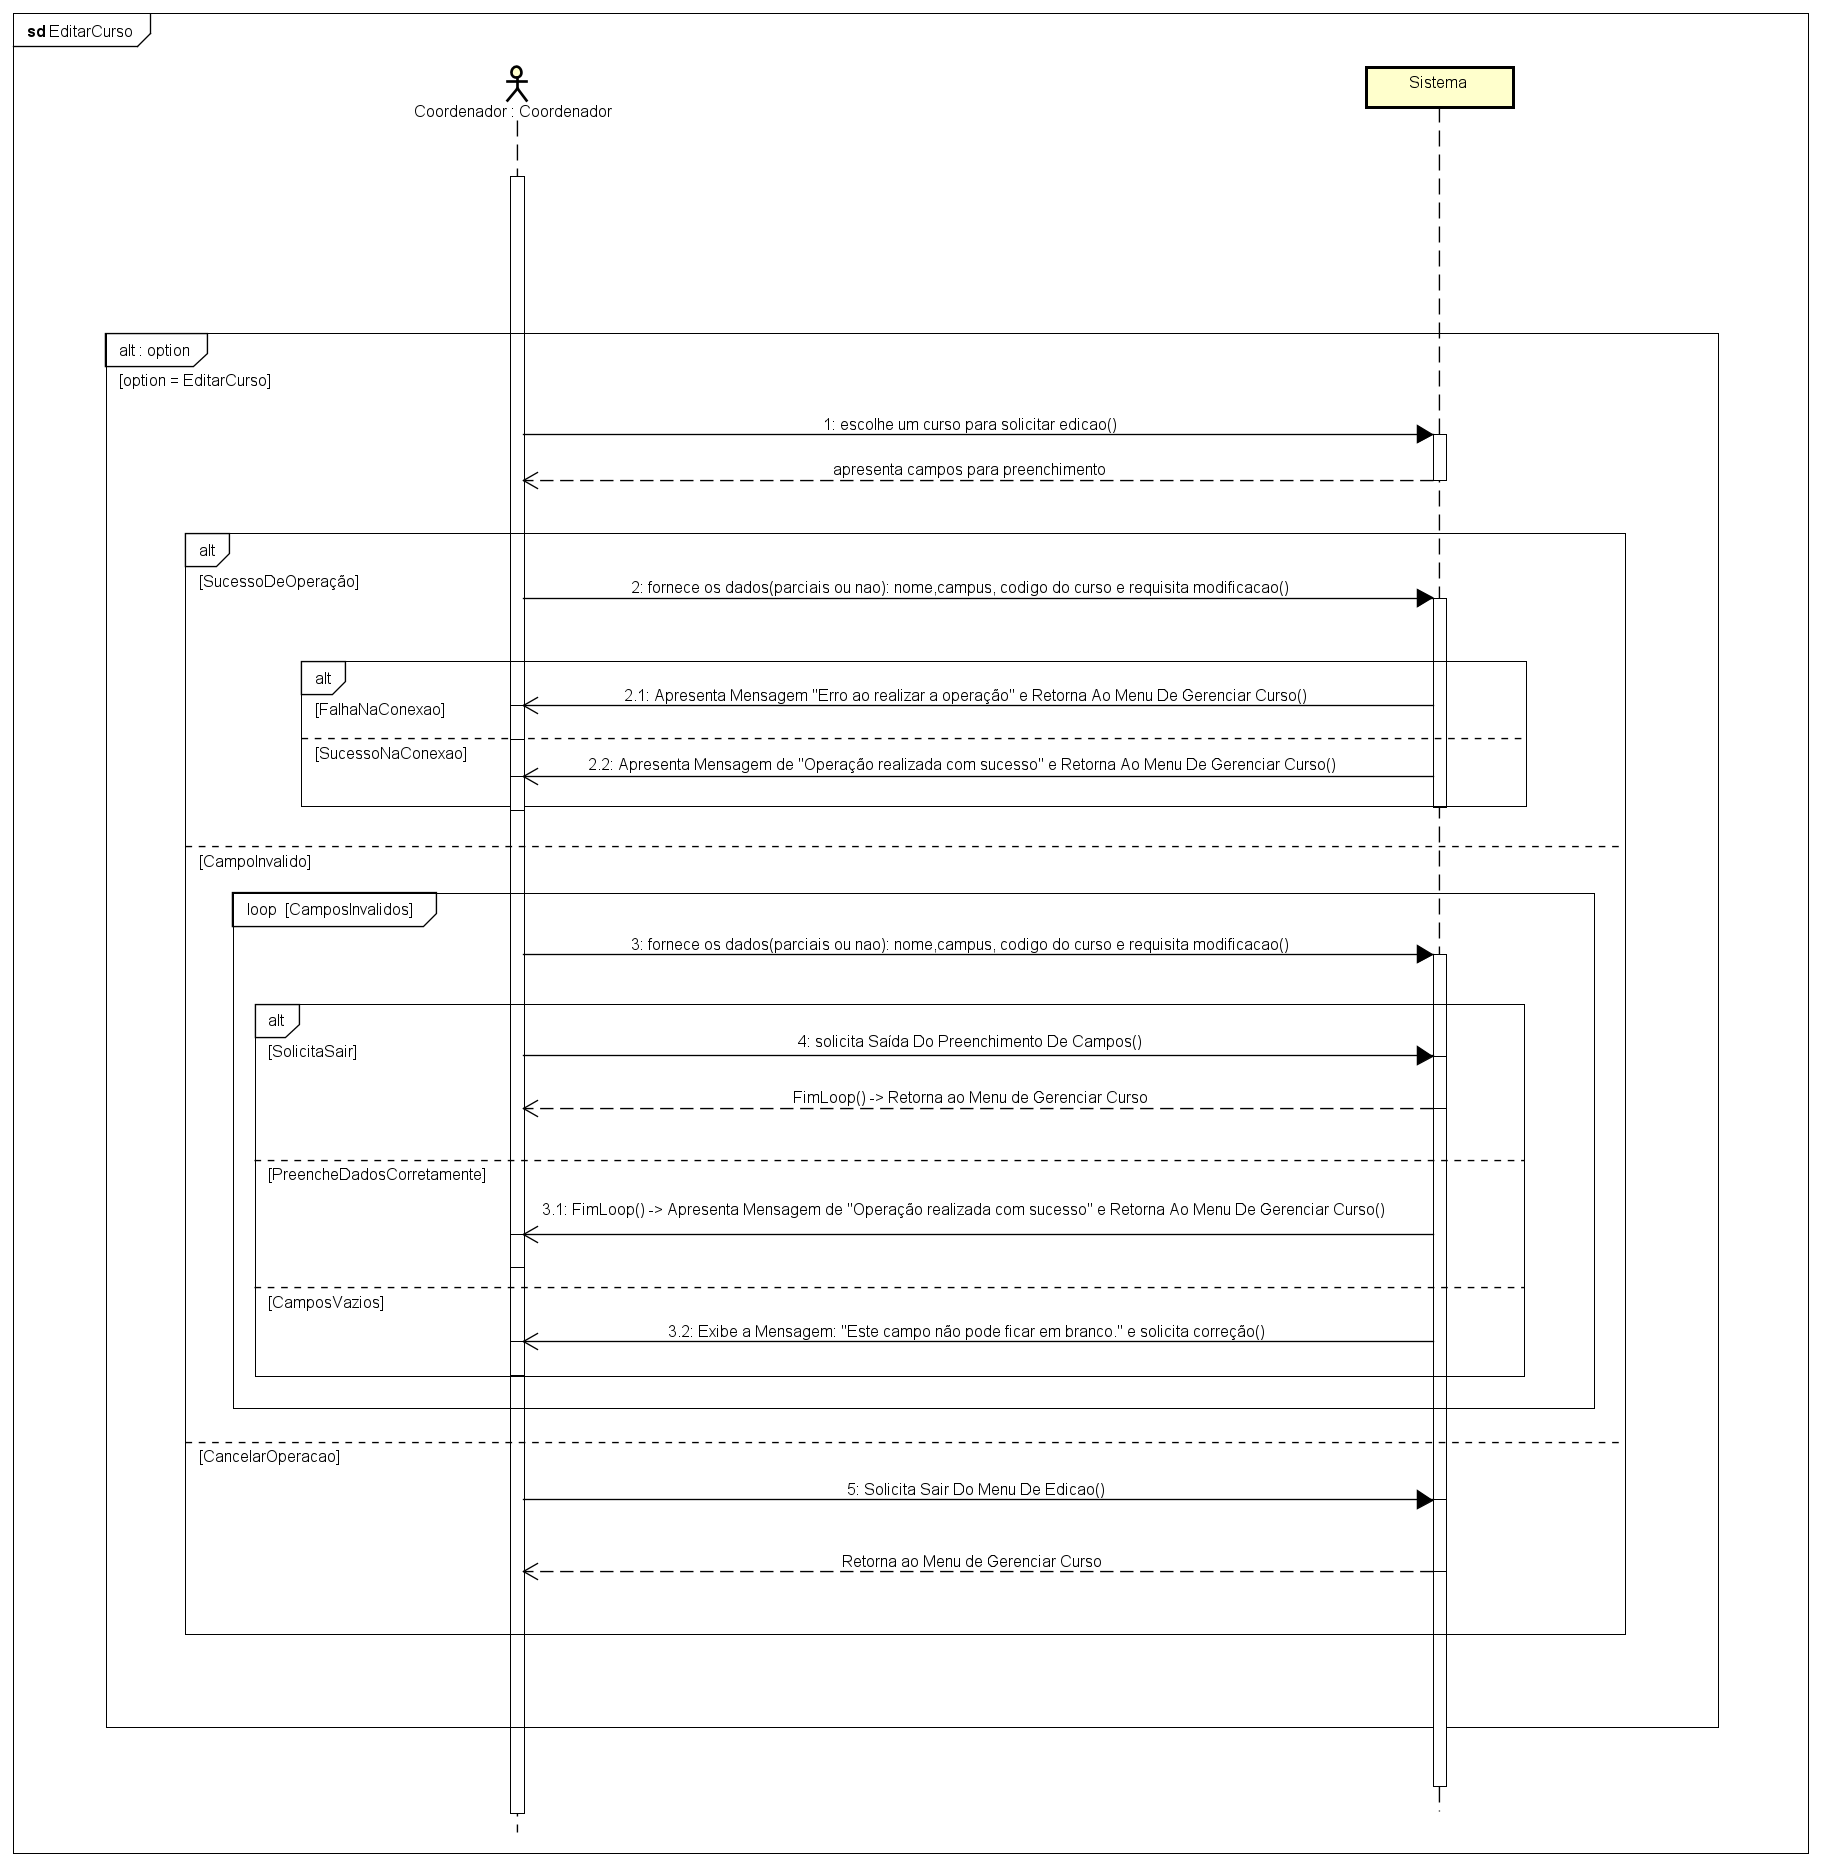 sd EditarCurso
Coordenador : Coordenador
Sistema
alt : option
[option = EditarCurso]
1: escolhe um curso para solicitar edicao()
apresenta campos para preenchimento
alt
[SucessoDeOperação]
2: fornece os dados(parciais ou nao): nome,campus, codigo do curso e requisita modificacao()
alt
2.1: Apresenta Mensagem "Erro ao realizar a operação" e Retorna Ao Menu De Gerenciar Curso()
[FalhaNaConexao]
[SucessoNaConexao]
2.2: Apresenta Mensagem de "Operação realizada com sucesso" e Retorna Ao Menu De Gerenciar Curso()
[CampoInvalido]
loop [CamposInvalidos]
3: fornece os dados(parciais ou nao): nome,campus, codigo do curso e requisita modificacao()
alt
[SolicitaSair]
4: solicita Saída Do Preenchimento De Campos()
FimLoop() -> Retorna ao Menu de Gerenciar Curso
[PreencheDadosCorretamente]
3.1: FimLoop() -> Apresenta Mensagem de "Operação realizada com sucesso" e Retorna Ao Menu De Gerenciar Curso()
[CamposVazios]
3.2: Exibe a Mensagem: "Este campo não pode ficar em branco." e solicita correção()
[CancelarOperacao]
5: Solicita Sair Do Menu De Edicao()
Retorna ao Menu de Gerenciar Curso